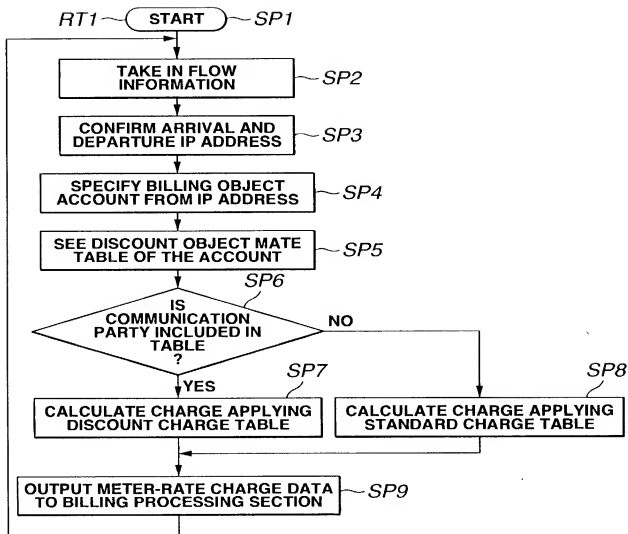 RT1
START
SP1
TAKE IN FLOW
INFORMATION
SP2
CONFIRM ARRIVAL AND
DEPARTURE IP ADDRESS
SP3
SPECIFY BILLING OBJECT
ACCOUNT FROM IP ADDRESS
SP4
SEE DISCOUNT OBJECT MATE
TABLE OF THE ACCOUNT
SP5
SP6
IS
COMMUNICATION
PARTY INCLUDED IN
TABLE
?
NO
YES
SP7
CALCULATE CHARGE APPLYING
DISCOUNT CHARGE TABLE
SP8
CALCULATE CHARGE APPLYING
STANDARD CHARGE TABLE
OUTPUT METER-RATE CHARGE DATA
TO BILLING PROCESSING SECTION
SP9